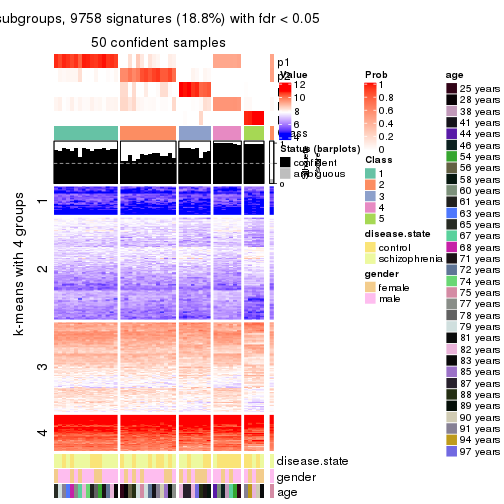 subgroups, 9758 signatures (18.8%) with fdr < 0.05
50 confident samples
p1
p2
k-means with 4 groups
1
2
3
4
disease.state
gender
age
Value
12
10
8
6
4
Status (barplots)
confident
ambiguous
0
Prob
1
0.8
0.6
0.4
0.2
0
Class
1
2
3
4
5
disease.state
control
schizophrenia
gender
female
male
age
25 years
28 years
38 years
41 years
44 years
46 years
54 years
56 years
58 years
60 years
61 years
63 years
65 years
67 years
68 years
71 years
72 years
74 years
75 years
77 years
78 years
79 years
81 years
82 years
83 years
85 years
87 years
88 years
89 years
90 years
91 years
94 years
97 years